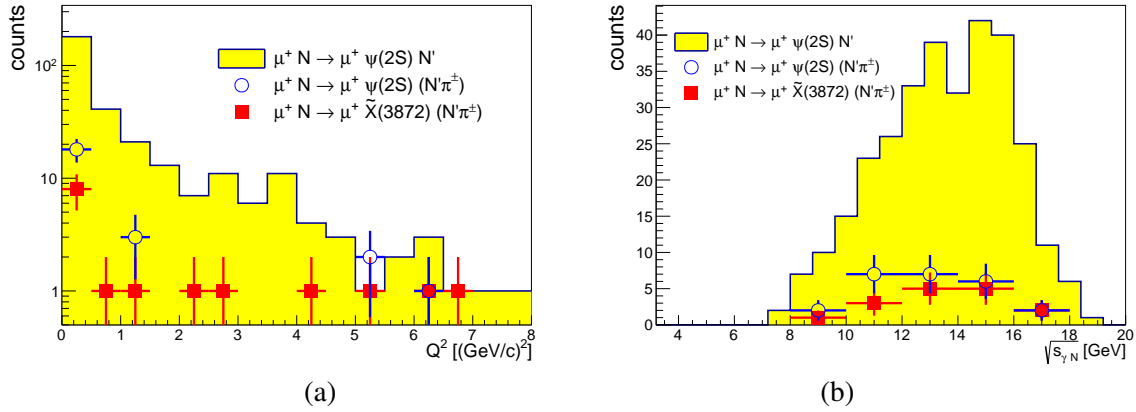 counts
10²
10
1
μ⁺ N → μ⁺ ψ(2S) N'
μ⁺ N → μ⁺ ψ(2S) (N'π±)
μ⁺ N → μ⁺ X̃(3872) (N'π±)
0 1 2 3 4 5 6 7 8
Q² [(GeV/c)²]
(a)
counts
40
35
30
25
20
15
10
5
0
μ⁺ N → μ⁺ ψ(2S) N'
μ⁺ N → μ⁺ ψ(2S) (N'π±)
μ⁺ N → μ⁺ X̃(3872) (N'π±)
4 6 8 10 12 14 16 18 20
√s_γN [GeV]
(b)